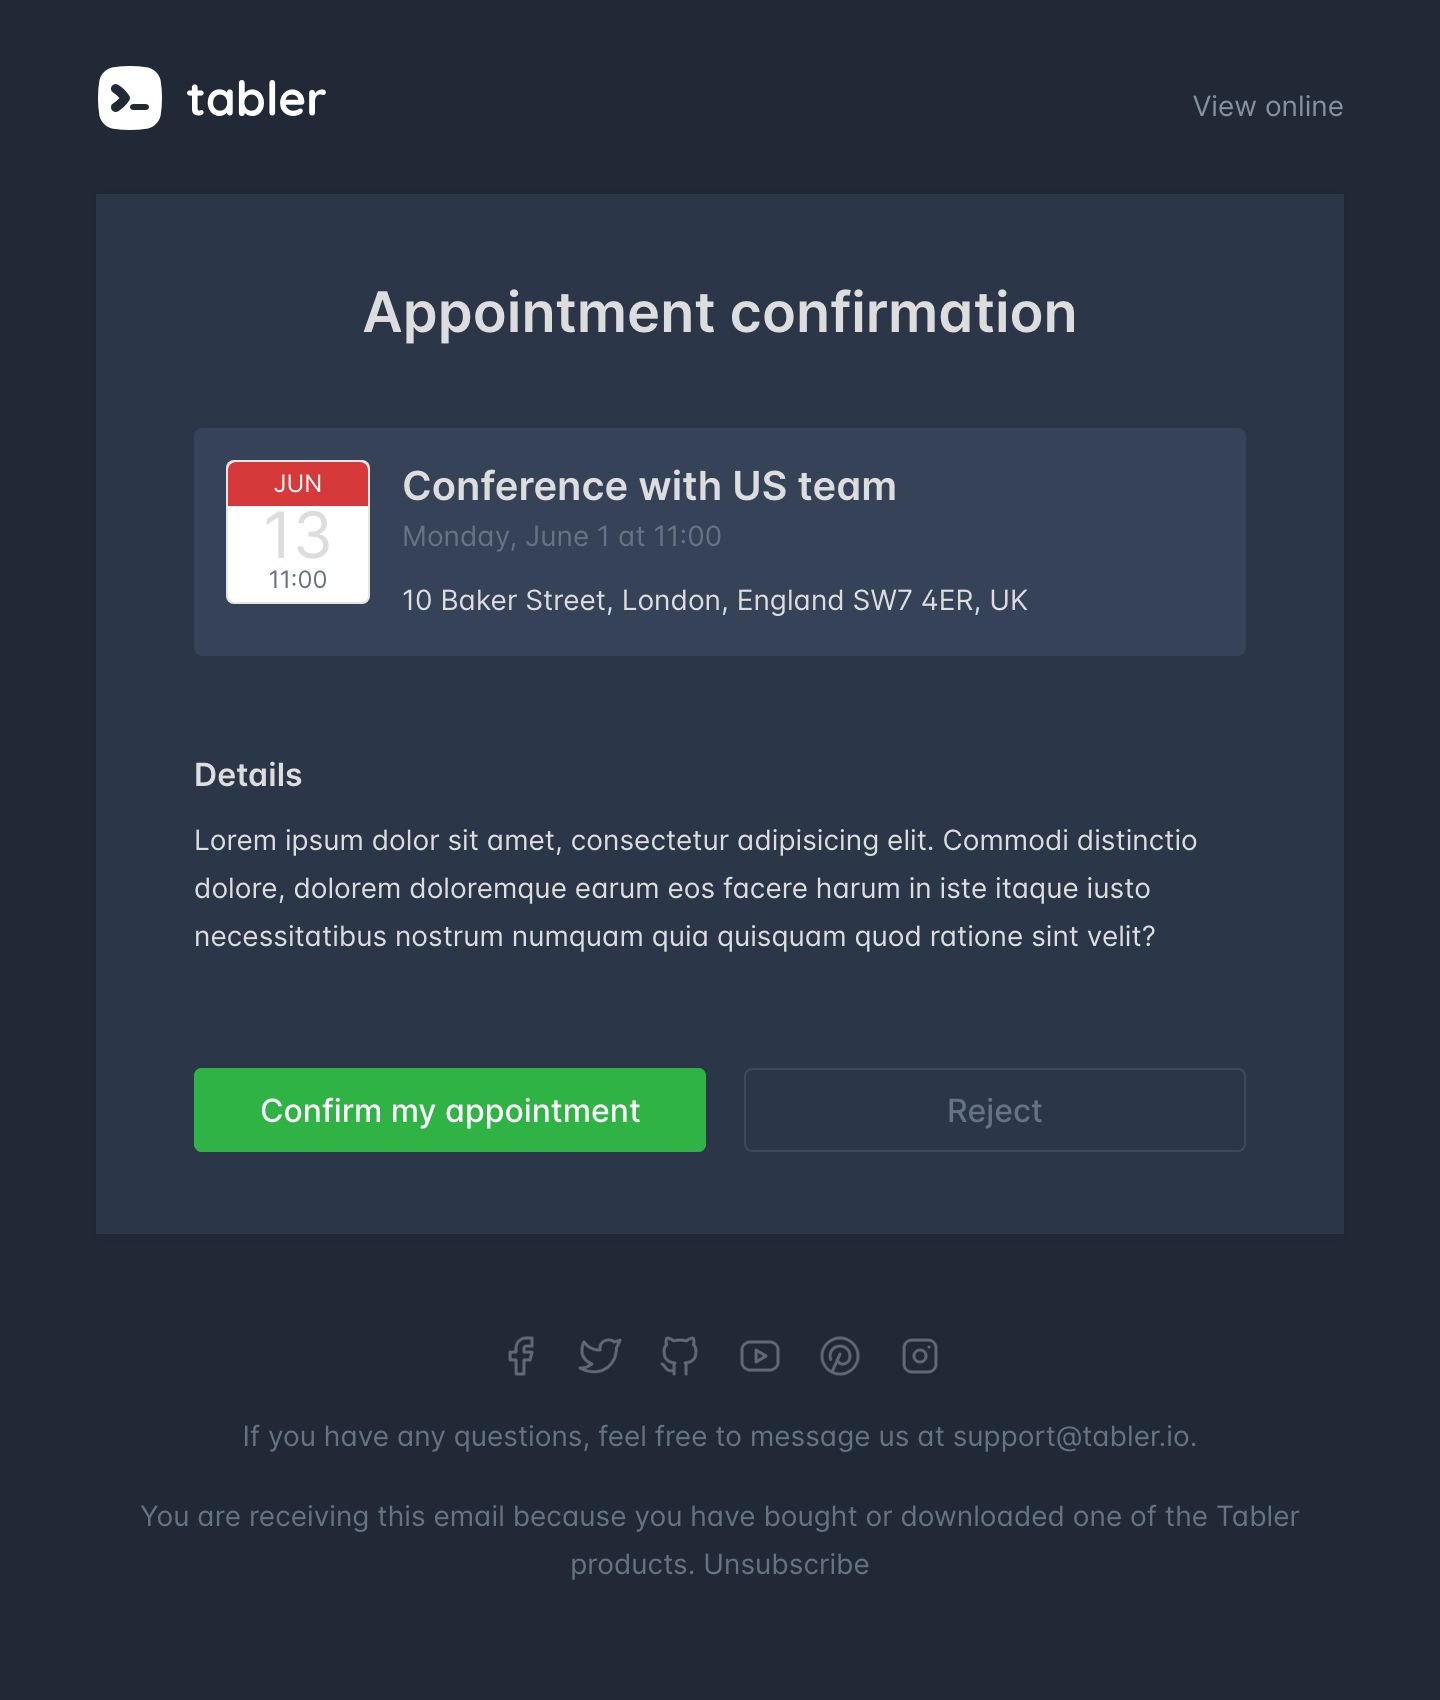 tabler
View online
Appointment confirmation
JUN
13
11:00
Conference with US team
Monday, June 1 at 11:00
10 Baker Street, London, England SW7 4ER, UK
Details
Lorem ipsum dolor sit amet, consectetur adipisicing elit. Commodi distinctio
dolore, dolorem doloremque earum eos facere harum in iste itaque iusto
necessitatibus nostrum numquam quia quisquam quod ratione sint velit?
Confirm my appointment
Reject
If you have any questions, feel free to message us at support@tabler.io.
You are receiving this email because you have bought or downloaded one of the Tabler
products. Unsubscribe